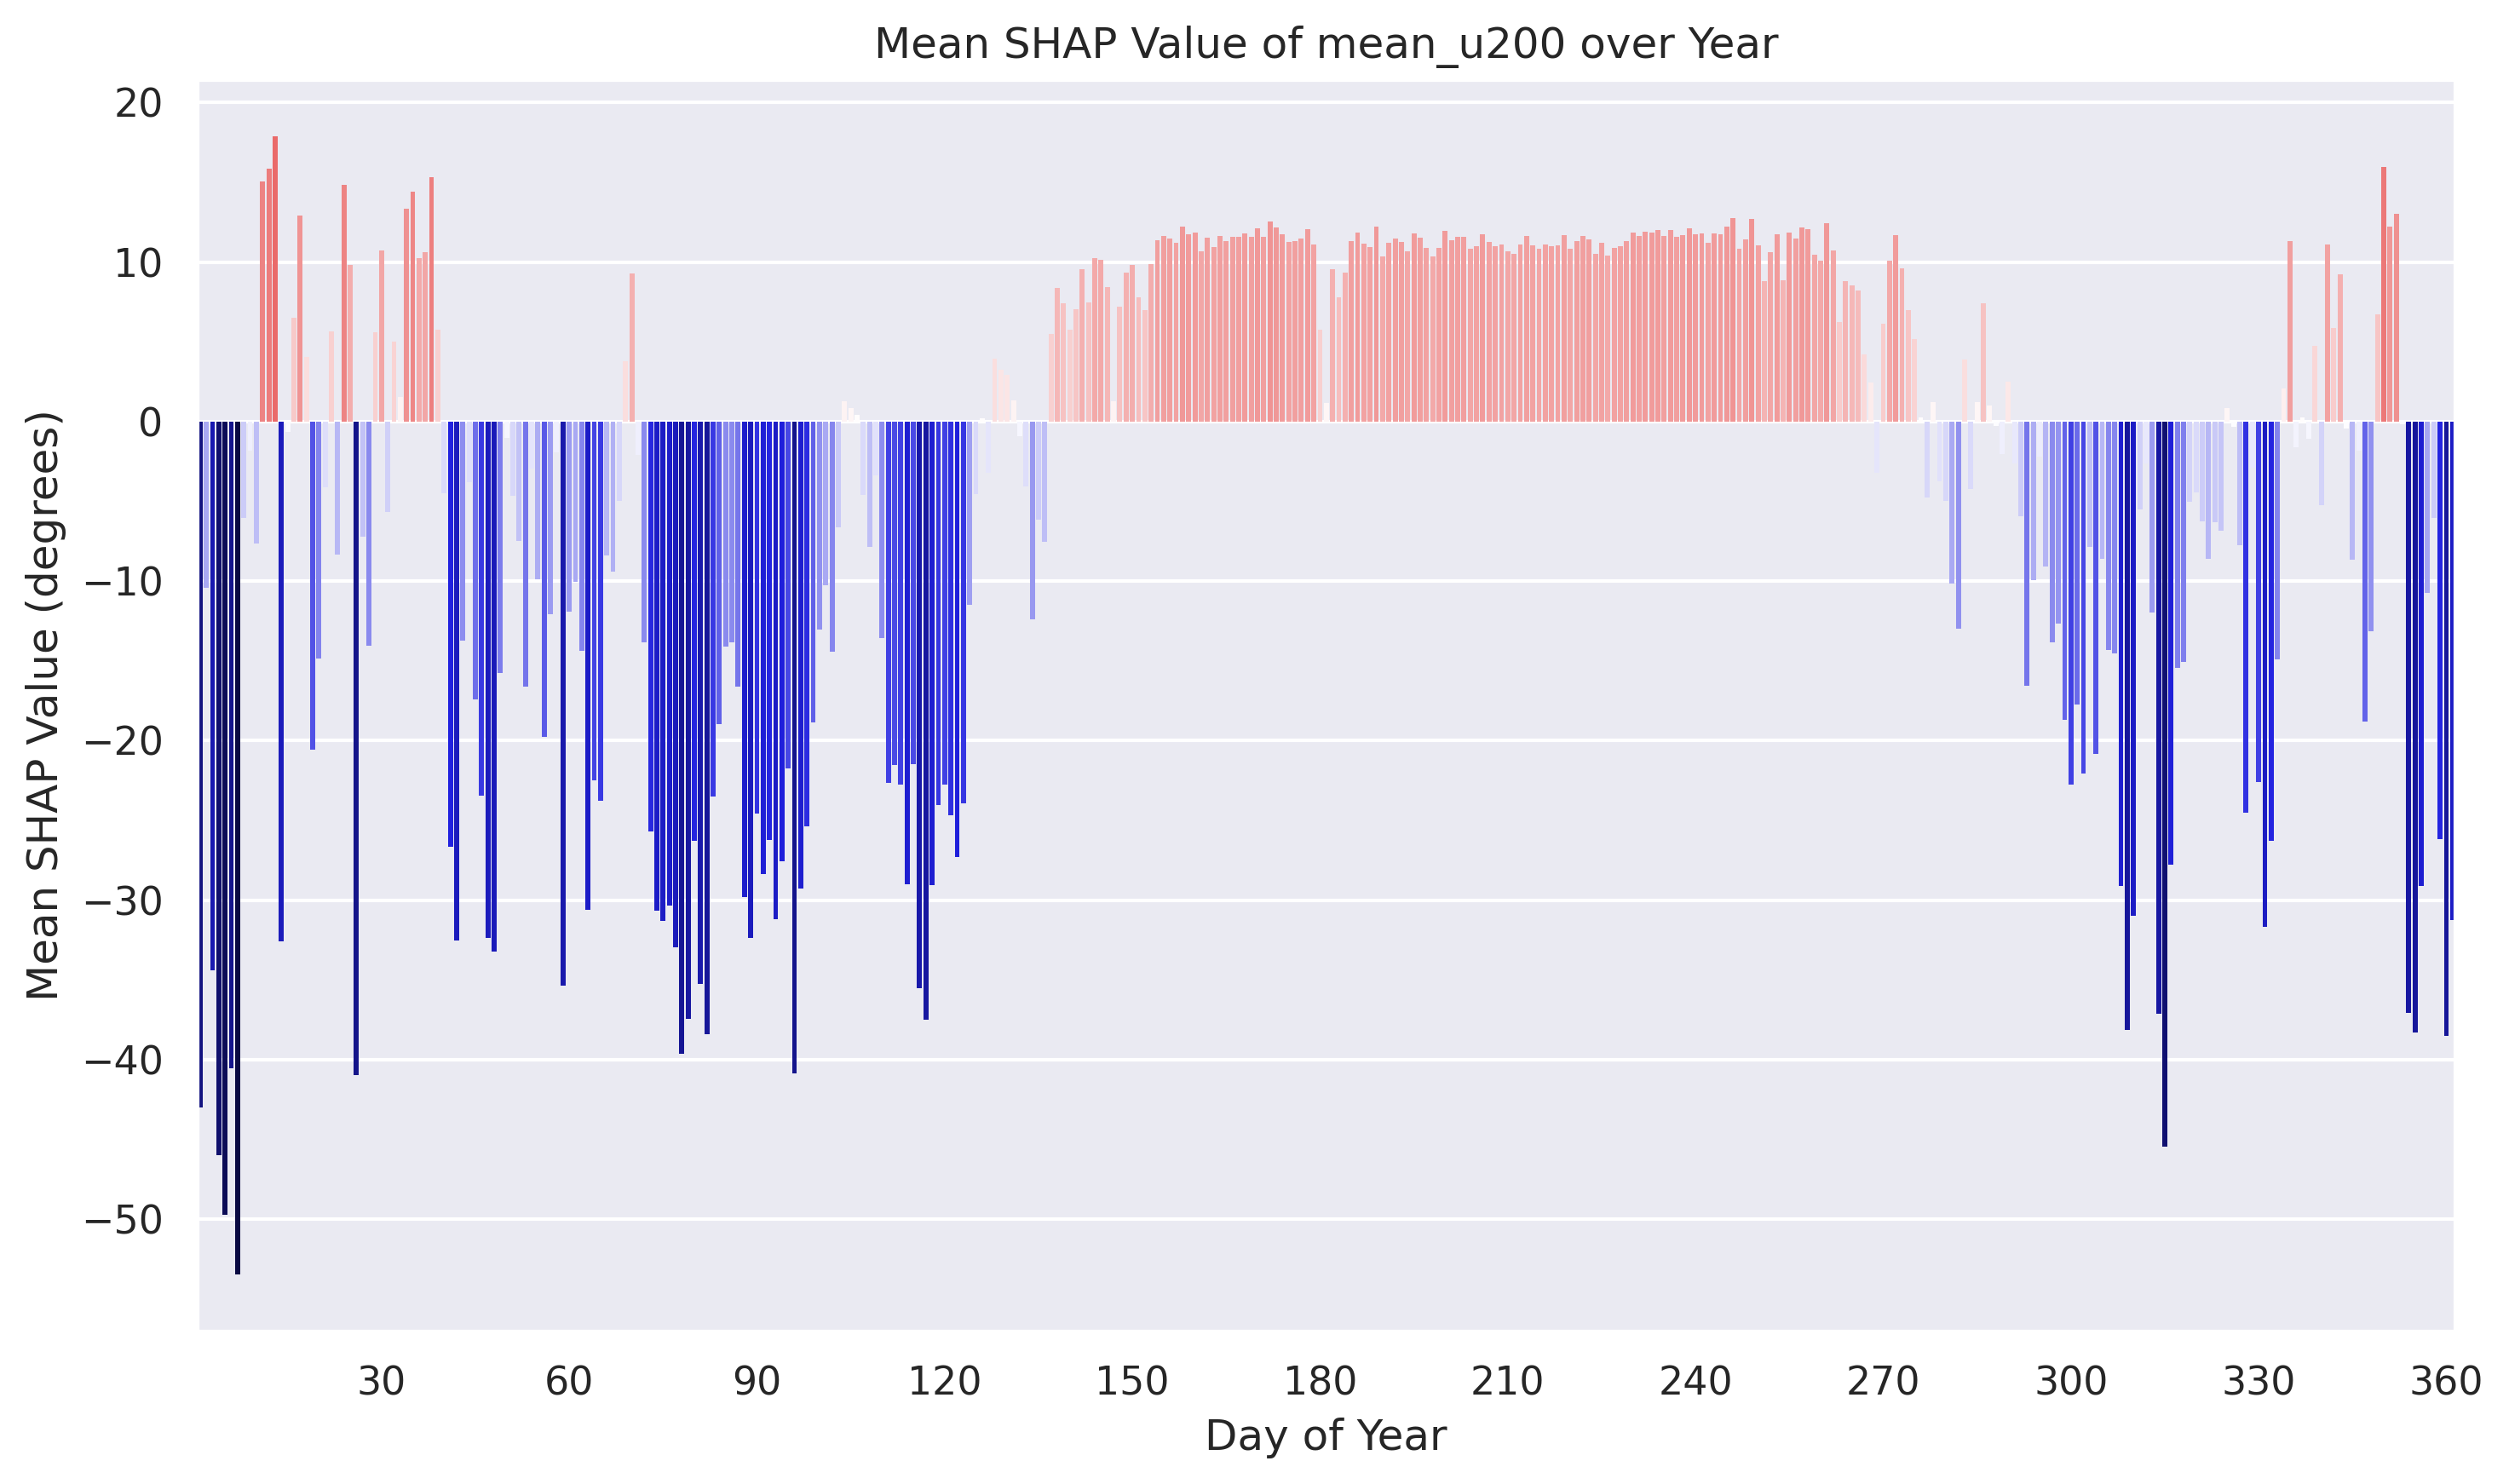 Mean SHAP Value of mean_u200 over Year
Mean SHAP Value (degrees)
20
10
0
−10
−20
−30
−40
−50
30 60 90 120 150 180 210 240 270 300 330 360
Day of Year